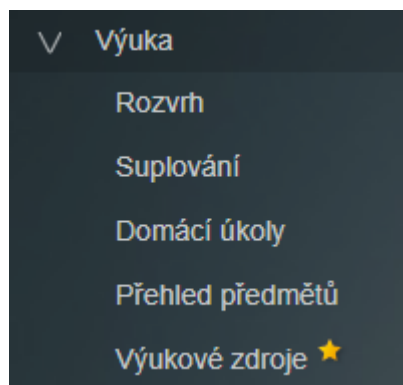 Výuka
Rozvrh
Suplování
Domácí úkoly
Přehled předmětů
Výukové zdroje